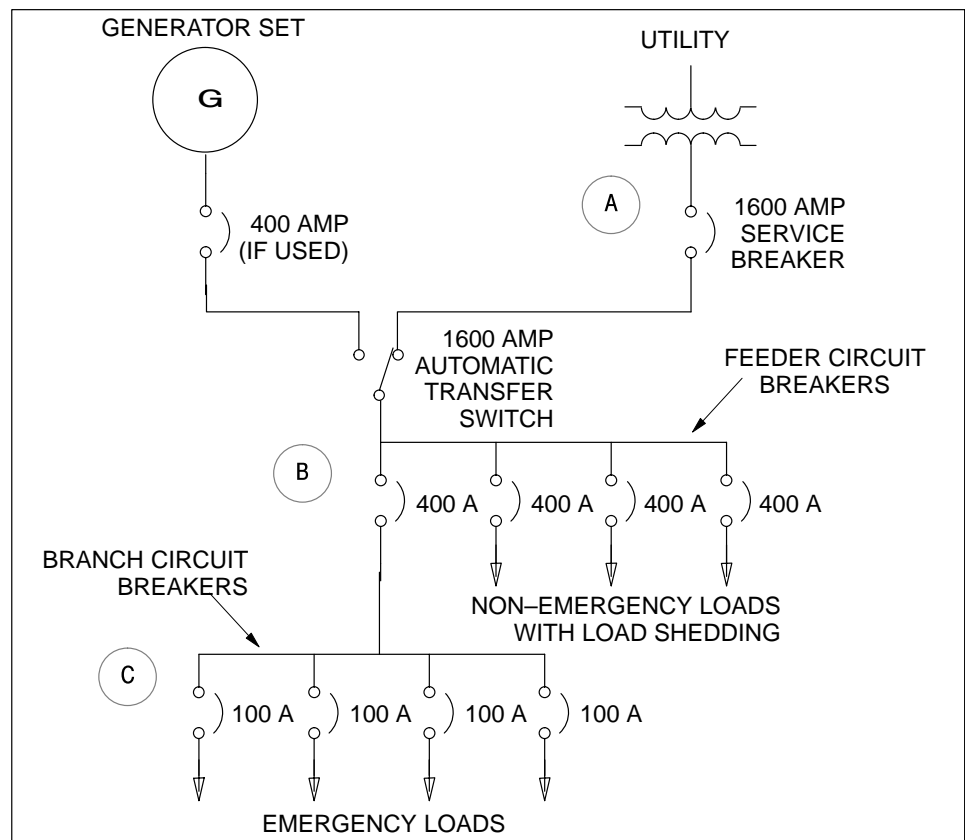 GENERATOR SET
G
UTILITY
A
400 AMP
(IF USED)
1600 AMP
SERVICE
BREAKER
1600 AMP
AUTOMATIC
TRANSFER
SWITCH
FEEDER CIRCUIT
BREAKERS
B
400 A
400 A
400 A
400 A
BRANCH CIRCUIT
BREAKERS
NON–EMERGENCY LOADS
WITH LOAD SHEDDING
C
100 A
100 A
100 A
100 A
EMERGENCY LOADS